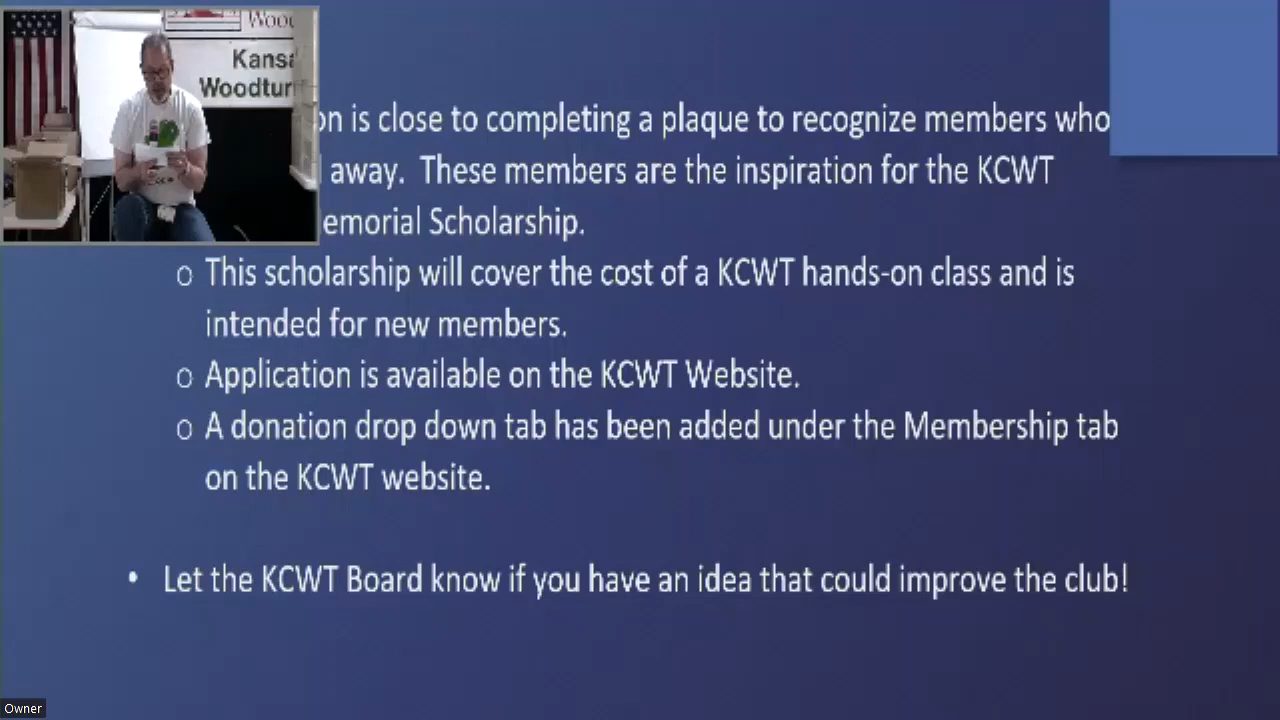 Wood
Kansa
Woodtur
on is close to completing a plaque to recognize members who
away. These members are the inspiration for the KCWT
emorial Scholarship.
o This scholarship will cover the cost of a KCWT hands-on class and is
intended for new members.
o Application is available on the KCWT Website.
o A donation drop down tab has been added under the Membership tab
on the KCWT website.
• Let the KCWT Board know if you have an idea that could improve the club!
Owner